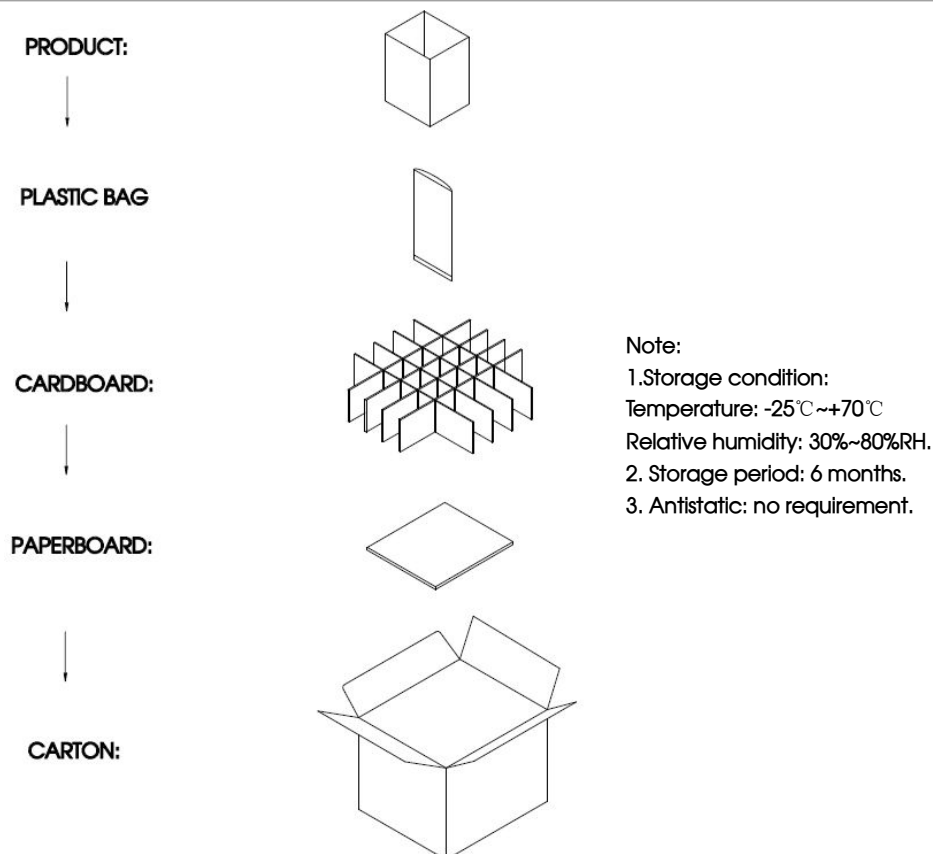 PRODUCT:
PLASTIC BAG
CARDBOARD:
PAPERBOARD:
CARTON:
Note:
1.Storage condition:
Temperature: -25℃~+70℃
Relative humidity: 30%~80%RH.
2. Storage period: 6 months.
3. Antistatic: no requirement.